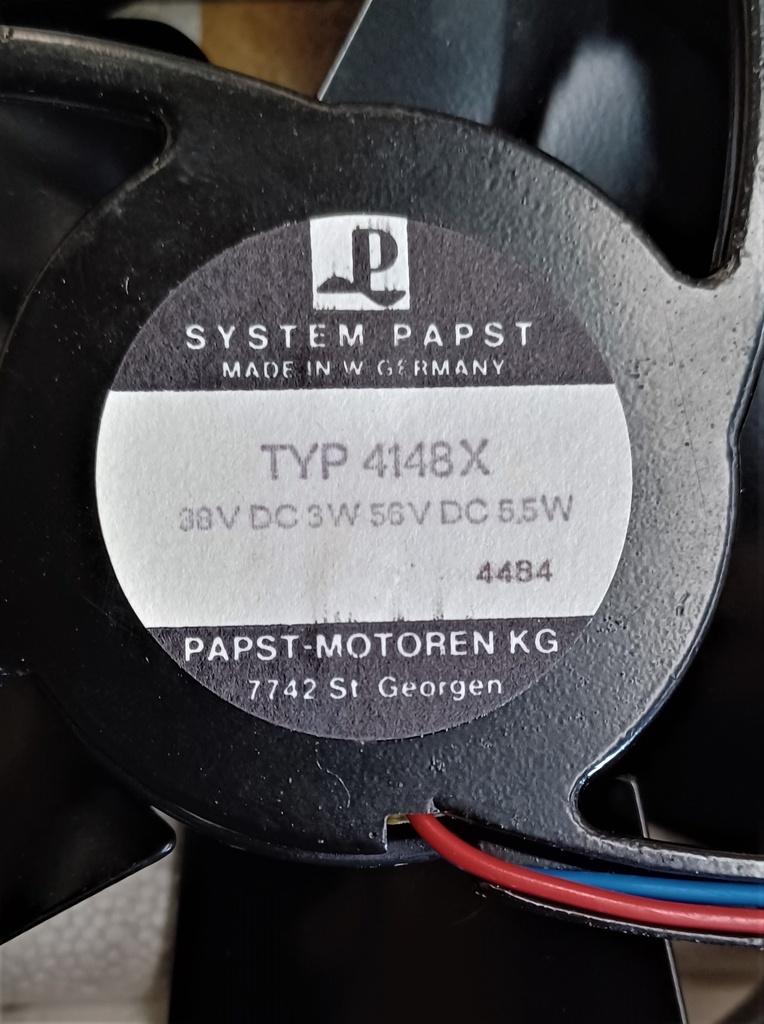 P
SYSTEM PAPST
MADE IN W GERMANY
TYP 4148X
38V DC 3W 56V DC 5,5W
4484
PAPST-MOTOREN KG
7742 St Georgen